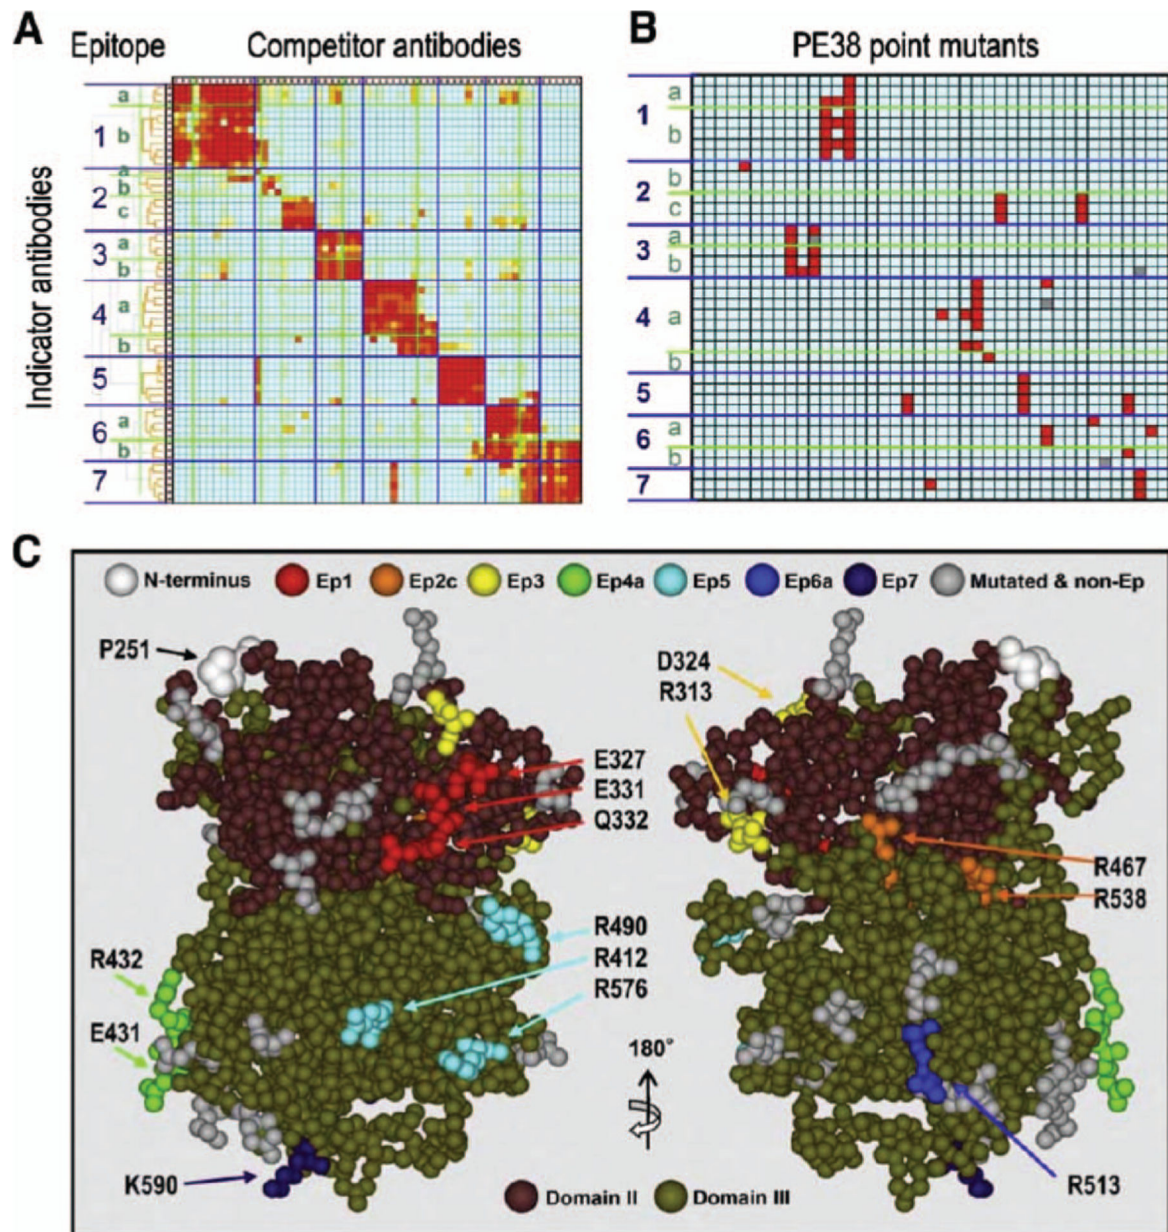 A
Epitope
Competitor antibodies
Indicator antibodies
1
a
b
2
a
b
c
3
a
b
4
a
b
5
6
a
b
7
B
PE38 point mutants
1
a
b
2
b
c
3
a
b
4
a
b
5
6
a
b
7
C
N-terminus
Ep1
Ep2c
Ep3
Ep4a
Ep5
Ep6a
Ep7
Mutated & non-Ep
P251
D324
R313
E327
E331
Q332
R467
R538
R490
R412
R576
R432
E431
180°
K590
R513
Domain II
Domain III